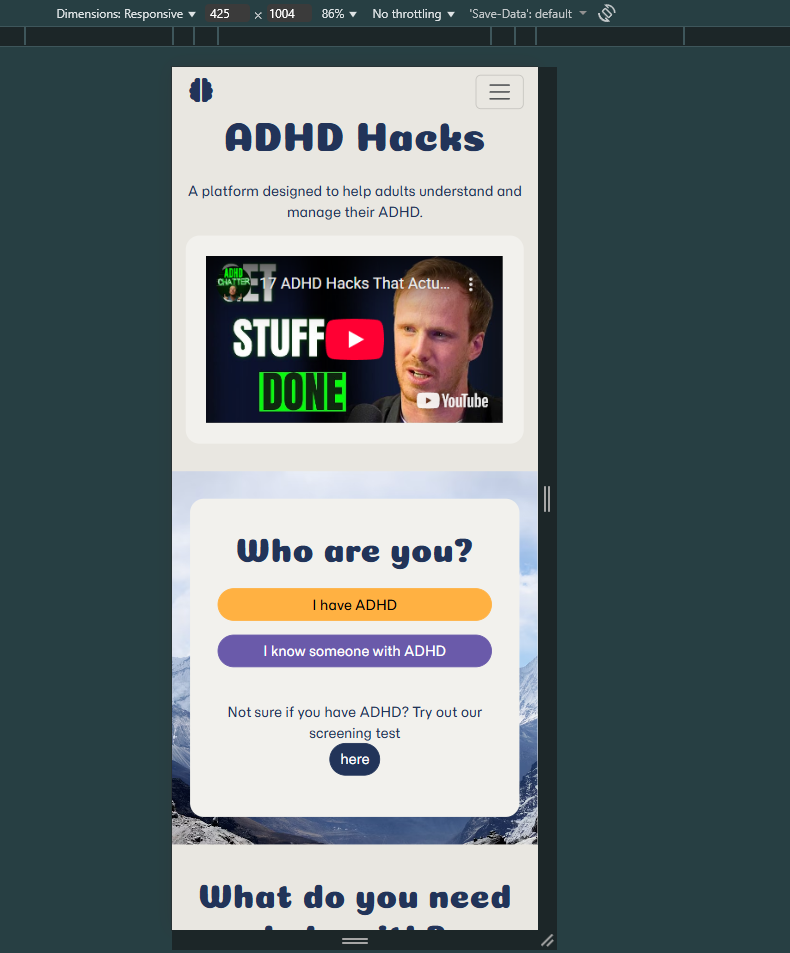 Dimensions: Responsive 425 × 1004 86% No throttling 'Save-Data': default
ADHD Hacks
A platform designed to help adults understand and
manage their ADHD.
ADHD
CHATTER
GET
17 ADHD Hacks That Actu...
STUFF
DONE
YouTube
Who are you?
I have ADHD
I know someone with ADHD
Not sure if you have ADHD? Try out our
screening test
here
What do you need